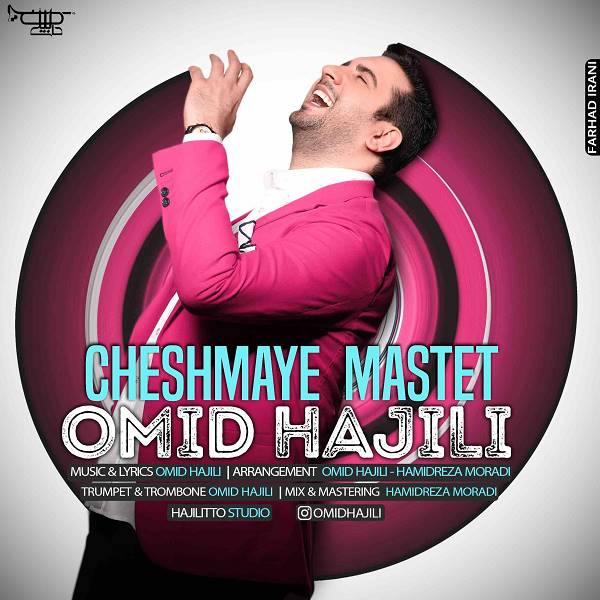 FARHAD IRANI
CHESHMAYE MASTET
OMID HAJILI
MUSIC & LYRICS OMID HAJILI | ARRANGEMENT OMID HAJILI - HAMIDREZA MORADI
TRUMPET & TROMBONE OMID HAJILI | MIX & MASTERING HAMIDREZA MORADI
HAJILITTO STUDIO OMIDHAJILI